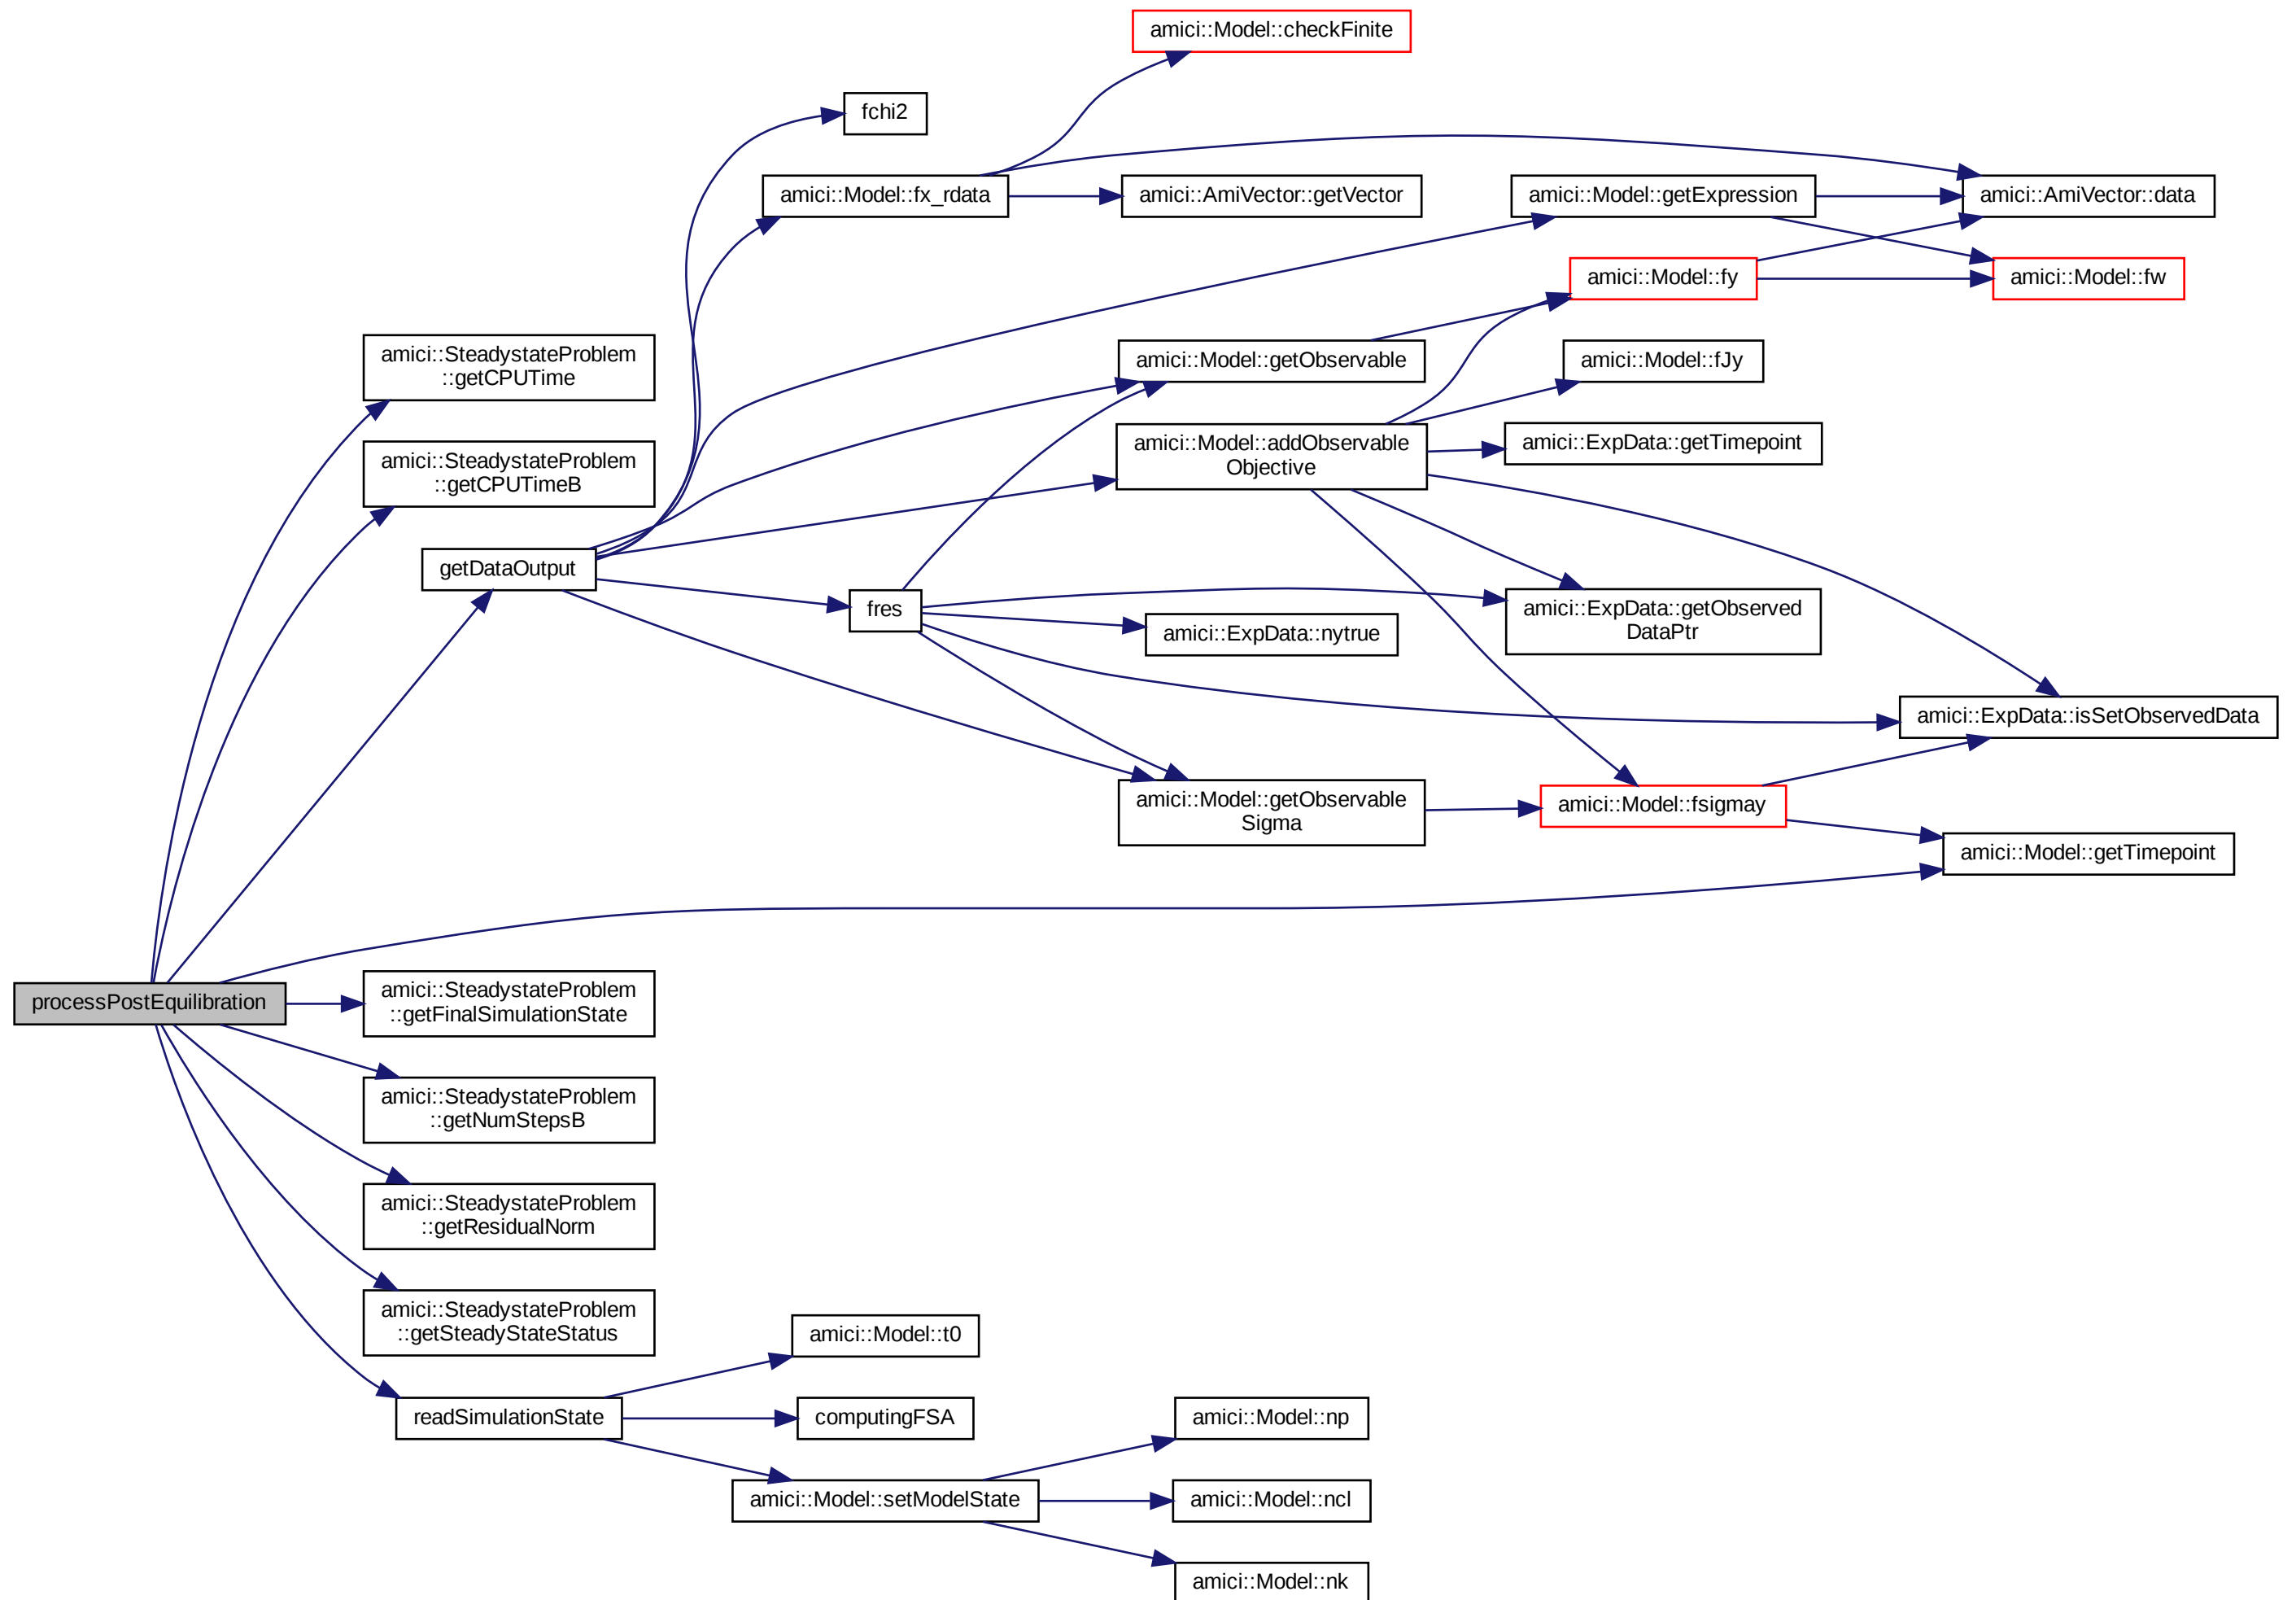 amici::Model::checkFinite
fchi2
amici::Model::fx_rdata
amici::AmiVector::getVector
amici::Model::getExpression
amici::AmiVector::data
amici::Model::fy
amici::Model::fw
amici::SteadystateProblem
::getCPUTime
amici::Model::getObservable
amici::Model::fJy
amici::SteadystateProblem
::getCPUTimeB
amici::Model::addObservable
Objective
amici::ExpData::getTimepoint
getDataOutput
fres
amici::ExpData::getObserved
DataPtr
amici::ExpData::nytrue
amici::ExpData::isSetObservedData
amici::Model::getObservable
Sigma
amici::Model::fsigmay
amici::Model::getTimepoint
processPostEquilibration
amici::SteadystateProblem
::getFinalSimulationState
amici::SteadystateProblem
::getNumStepsB
amici::SteadystateProblem
::getResidualNorm
amici::SteadystateProblem
::getSteadyStateStatus
amici::Model::t0
readSimulationState
computingFSA
amici::Model::np
amici::Model::setModelState
amici::Model::ncl
amici::Model::nk